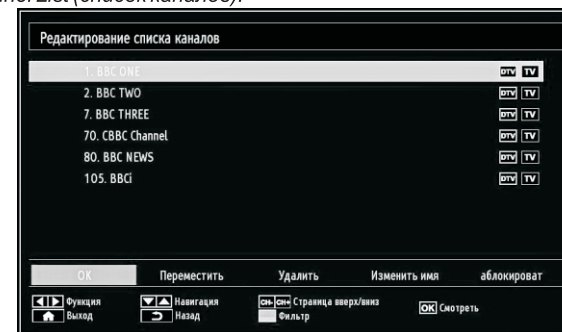 nel List (список каналов).
Редактирование списка каналов
1. BBC ONE DTV TV
2. BBC TWO DTV TV
7. BBC THREE DTV TV
70. CBBC Channel DTV TV
80. BBC NEWS DTV TV
105. BBCi DTV TV
OK Переместить Удалить Изменить имя аблокироват
Функция Навигация CH- CH+ Страница вверх/вниз OK Смотреть
Выход Назад Фильтр